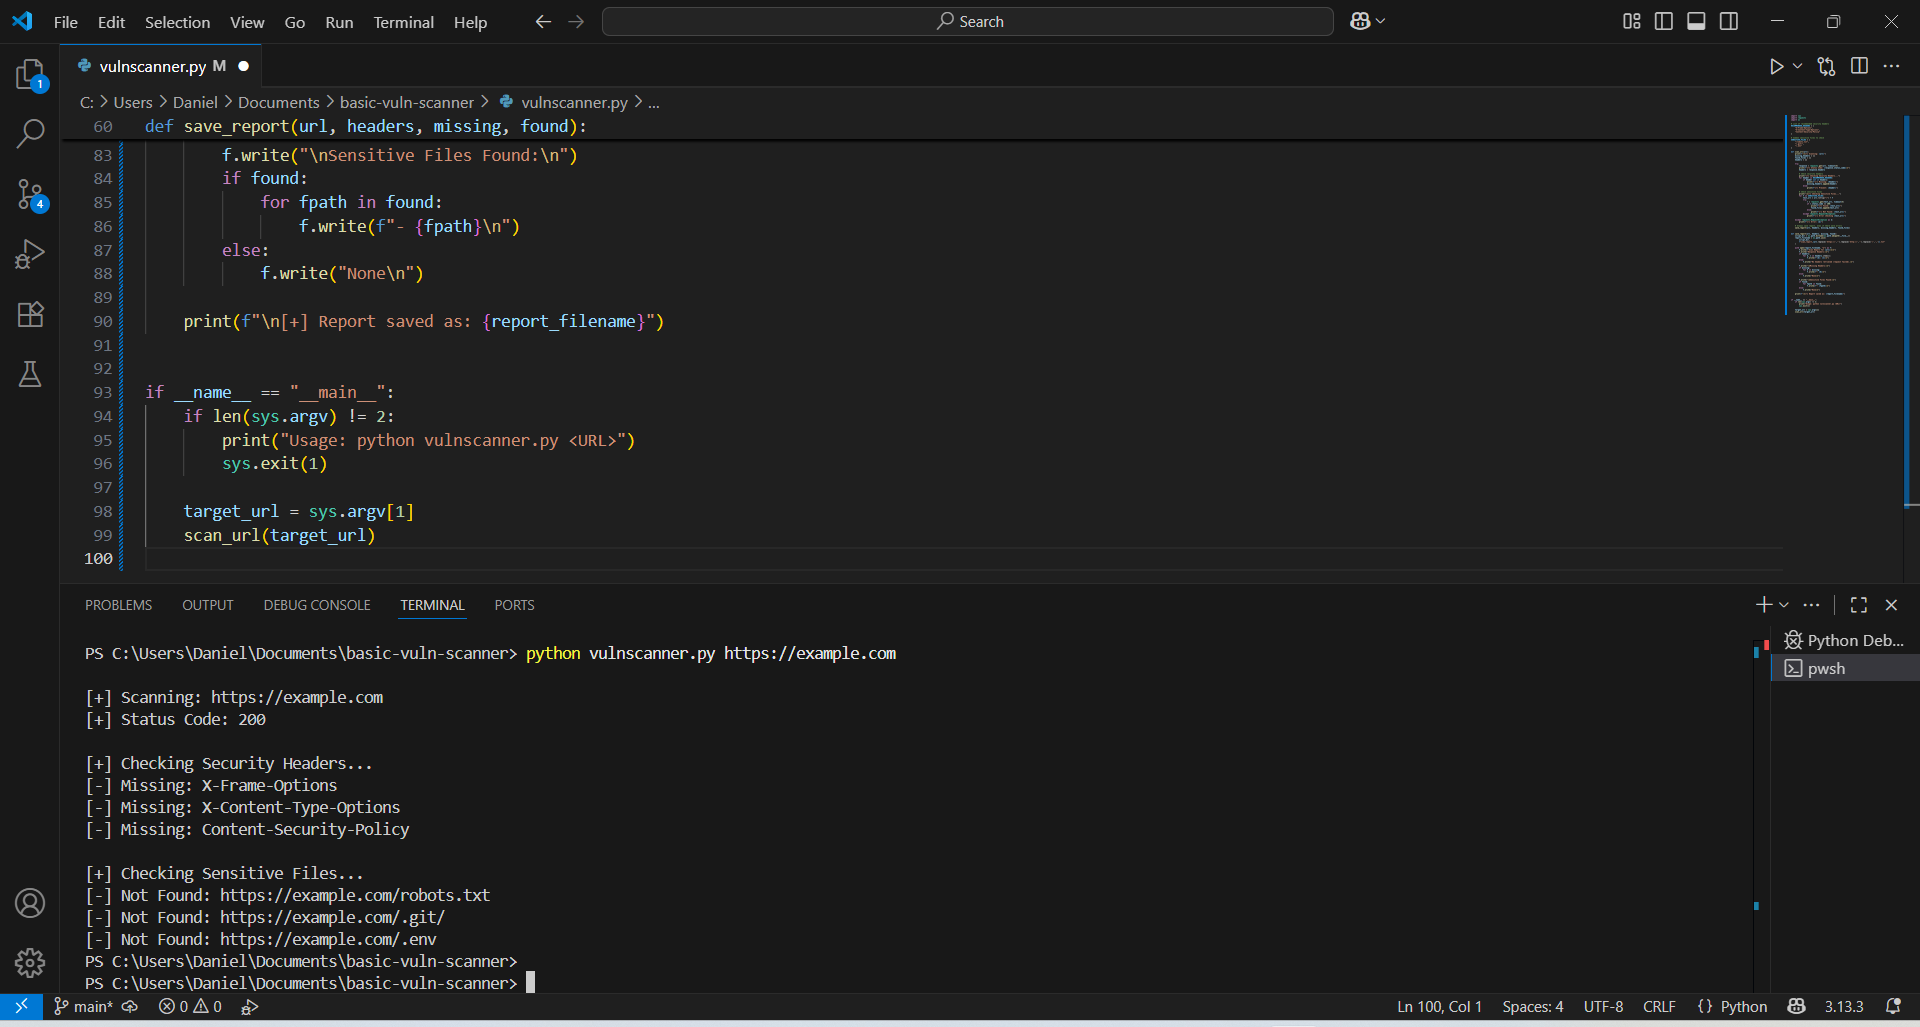 File Edit Selection View Go Run Terminal Help Search
vulnscanner.py M
C: > Users > Daniel > Documents > basic-vuln-scanner > vulnscanner.py > ...
60 def save_report(url, headers, missing, found):
83 f.write("\nSensitive Files Found:\n")
84 if found:
85 for fpath in found:
86 f.write(f"- {fpath}\n")
87 else:
88 f.write("None\n")
89
90 print(f"\n[+] Report saved as: {report_filename}")
91
92
93 if __name__ == "__main__":
94 if len(sys.argv) != 2:
95 print("Usage: python vulnscanner.py <URL>")
96 sys.exit(1)
97
98 target_url = sys.argv[1]
99 scan_url(target_url)
100
1
4
PROBLEMS OUTPUT DEBUG CONSOLE TERMINAL PORTS
Python Deb...
pwsh
PS C:\Users\Daniel\Documents\basic-vuln-scanner> python vulnscanner.py https://example.com
[+] Scanning: https://example.com
[+] Status Code: 200
[+] Checking Security Headers...
[-] Missing: X-Frame-Options
[-] Missing: X-Content-Type-Options
[-] Missing: Content-Security-Policy
[+] Checking Sensitive Files...
[-] Not Found: https://example.com/robots.txt
[-] Not Found: https://example.com/.git/
[-] Not Found: https://example.com/.env
PS C:\Users\Daniel\Documents\basic-vuln-scanner>
PS C:\Users\Daniel\Documents\basic-vuln-scanner>
main* 0 0 Ln 100, Col 1 Spaces: 4 UTF-8 CRLF {} Python 3.13.3